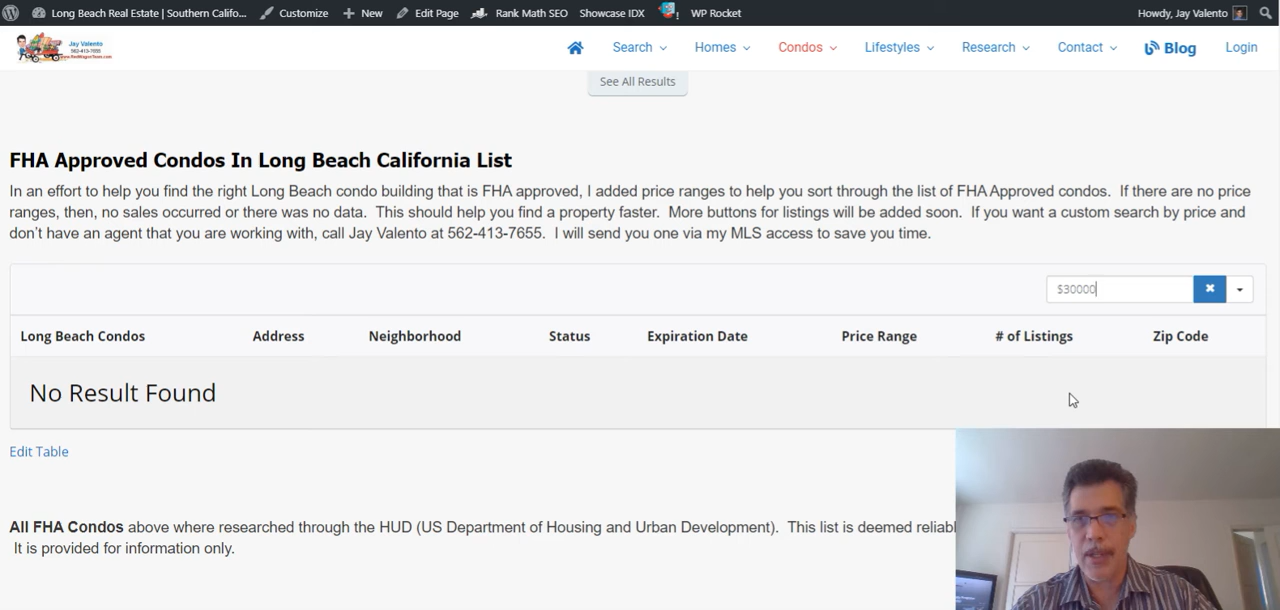 Long Beach Real Estate | Southern Califo... Customize New Edit Page Rank Math SEO Showcase IDX WP Rocket Howdy, Jay Valento
Jay Valento
562-413-7655
www.RedWagonTeam.com
Search Homes Condos Lifestyles Research Contact Blog Login
See All Results
FHA Approved Condos In Long Beach California List
In an effort to help you find the right Long Beach condo building that is FHA approved, I added price ranges to help you sort through the list of FHA Approved condos. If there are no price
ranges, then, no sales occurred or there was no data. This should help you find a property faster. More buttons for listings will be added soon. If you want a custom search by price and
don't have an agent that you are working with, call Jay Valento at 562-413-7655. I will send you one via my MLS access to save you time.
$30000
Long Beach Condos Address Neighborhood Status Expiration Date Price Range # of Listings Zip Code
No Result Found
Edit Table
All FHA Condos above where researched through the HUD (US Department of Housing and Urban Development). This list is deemed reliabl
It is provided for information only.